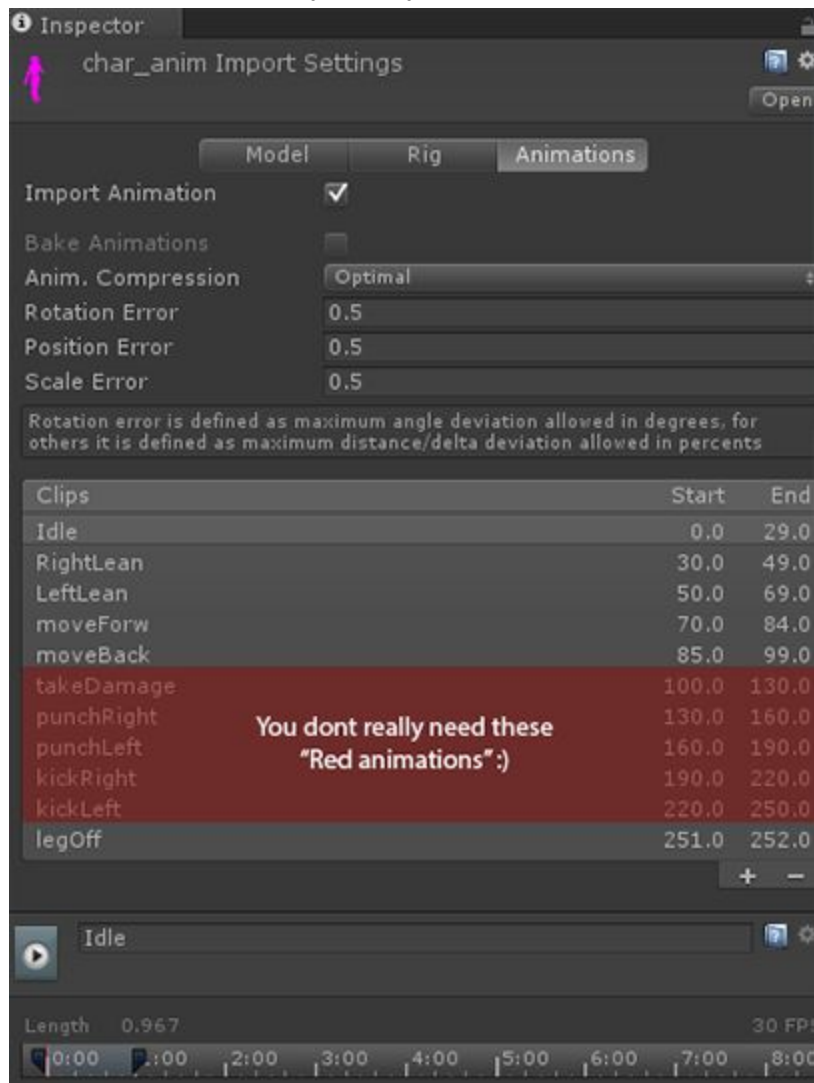 Inspector
char_anim Import Settings
Open
Model Rig Animations
Import Animation
Bake Animations
Anim. Compression Optimal
Rotation Error 0.5
Position Error 0.5
Scale Error 0.5
Rotation error is defined as maximum angle deviation allowed in degrees, for
others it is defined as maximum distance/delta deviation allowed in percents
Clips Start End
Idle 0.0 29.0
RightLean 30.0 49.0
LeftLean 50.0 69.0
moveForw 70.0 84.0
moveBack 85.0 99.0
takeDamage 100.0 130.0
punchRight 130.0 160.0
punchLeft 160.0 190.0
kickRight 190.0 220.0
kickLeft 220.0 250.0
You dont really need these
"Red animations" :)
legOff 251.0 252.0
+ −
Idle
Length 0.967 30 FPS
0:00 :00 2:00 3:00 4:00 5:00 6:00 7:00 8:00